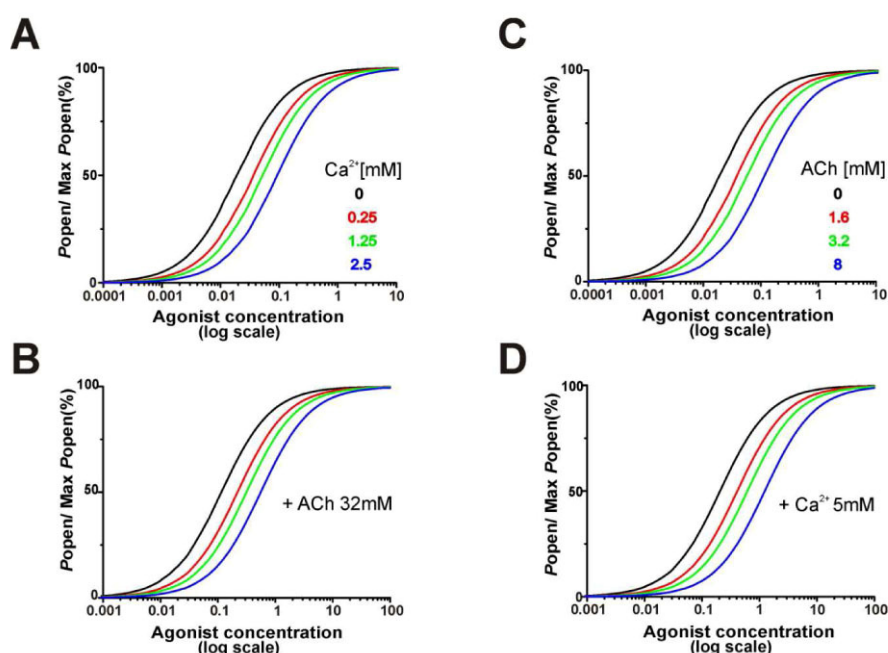 A
Popen/ Max Popen(%)
100
50
0
Ca²⁺[mM]
0
0.25
1.25
2.5
0.0001 0.001 0.01 0.1 1 10
Agonist concentration
(log scale)
C
Popen/ Max Popen(%)
100
50
0
ACh [mM]
0
1.6
3.2
8
0.0001 0.001 0.01 0.1 1 10
Agonist concentration
(log scale)
B
Popen/ Max Popen(%)
100
50
0
+ ACh 32mM
0.001 0.01 0.1 1 10 100
Agonist concentration
(log scale)
D
Popen/ Max Popen(%)
100
50
0
+ Ca²⁺ 5mM
0.001 0.01 0.1 1 10 100
Agonist concentration
(log scale)